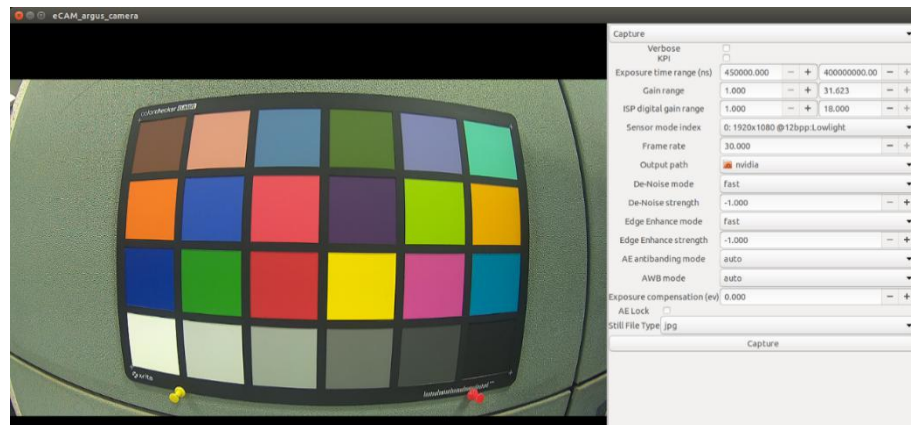 eCAM_argus_camera
Capture
Verbose
KPI
Exposure time range (ns) 450000.000 − + 400000000.00 − +
Gain range 1.000 − + 31.623 − +
ISP digital gain range 1.000 − + 18.000 − +
Sensor mode index 0: 1920x1080 @12bpp:Lowlight
Frame rate 30.000 − +
Output path nvidia
De-Noise mode fast
De-Noise strength -1.000 − +
Edge Enhance mode fast
Edge Enhance strength -1.000 − +
AE antibanding mode auto
AWB mode auto
Exposure compensation (ev) 0.000 − +
AE Lock
Still File Type jpg
Capture
colorchecker CLASSIC
x-rite